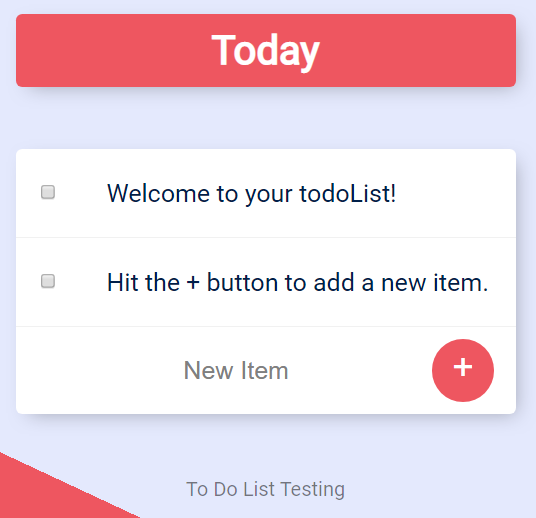 Today
Welcome to your todoList!
Hit the + button to add a new item.
New Item
+
To Do List Testing